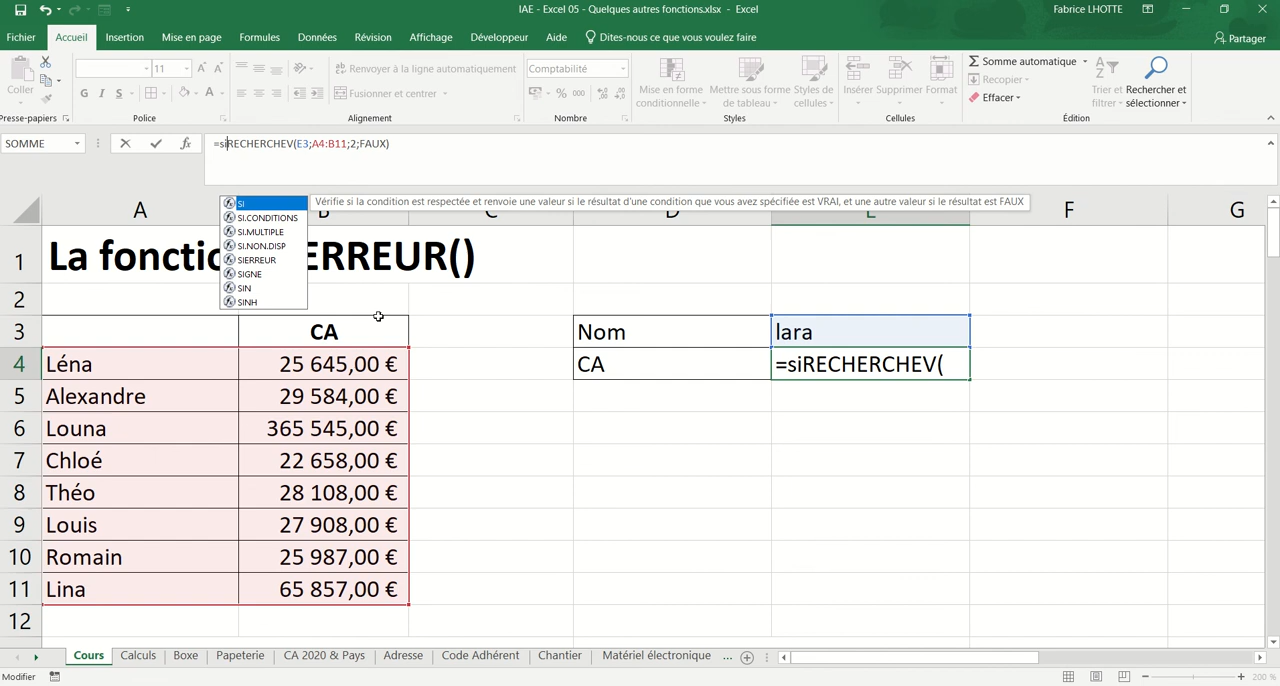 IAE - Excel 05 - Quelques autres fonctions.xlsx - Excel
Fabrice LHOTTE
Fichier Accueil Insertion Mise en page Formules Données Révision Affichage Développeur Aide Dites-nous ce que vous voulez faire Partager
Coller
Presse-papiers
11
G I S
Police
Renvoyer à la ligne automatiquement
Fusionner et centrer
Alignement
Comptabilité
% 000
Nombre
Mise en forme conditionnelle
Mettre sous forme de tableau
Styles de cellules
Styles
Insérer Supprimer Format
Cellules
Somme automatique
Recopier
Effacer
Trier et filtrer
Rechercher et sélectionner
Édition
SOMME
=siRECHERCHEV(E3;A4:B11;2;FAUX)
SI
SI.CONDITIONS
SI.MULTIPLE
SI.NON.DISP
SIERREUR
SIGNE
SIN
SINH
Vérifie si la condition est respectée et renvoie une valeur si le résultat d'une condition que vous avez spécifiée est VRAI, et une autre valeur si le résultat est FAUX
A F G
1 La fonctio ERREUR()
2
3 CA Nom lara
4 Léna 25 645,00 € CA =siRECHERCHEV(
5 Alexandre 29 584,00 €
6 Louna 365 545,00 €
7 Chloé 22 658,00 €
8 Théo 28 108,00 €
9 Louis 27 908,00 €
10 Romain 25 987,00 €
11 Lina 65 857,00 €
12
Cours Calculs Boxe Papeterie CA 2020 & Pays Adresse Code Adhérent Chantier Matériel électronique ...
Modifier
200 %